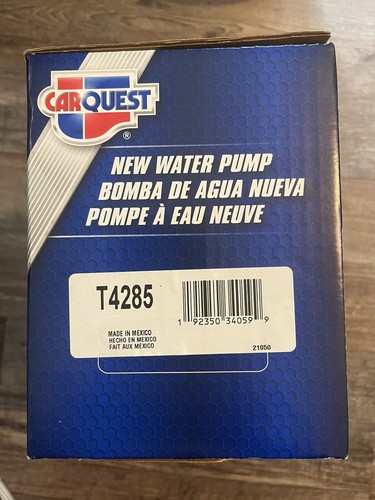 CARQUEST
®
NEW WATER PUMP
BOMBA DE AGUA NUEVA
POMPE À EAU NEUVE
T4285
1 92350 34059 9
MADE IN MEXICO
HECHO EN MEXICO
FAIT AUX MEXICO
21050